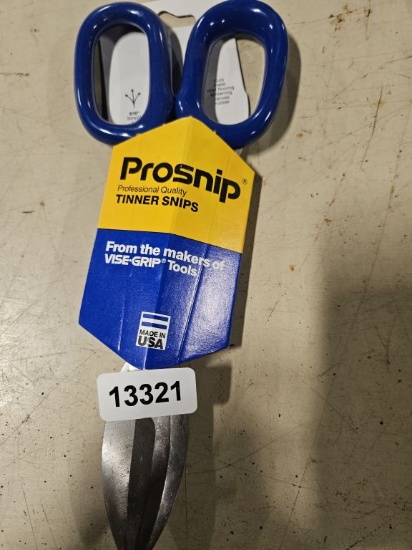 Prosnip®
Professional Quality
TINNER SNIPS
From the makers of
VISE-GRIP® Tools.
MADE IN
USA
13321